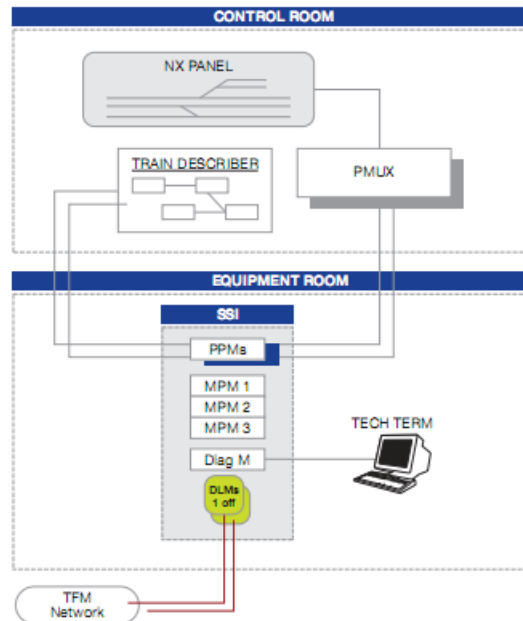 CONTROL ROOM
NX PANEL
TRAIN DESCRIBER
PMUX
EQUIPMENT ROOM
SSI
PPMs
MPM 1
MPM 2
MPM 3
TECH TERM
Diag M
DLMs
1 off
TFM
Network